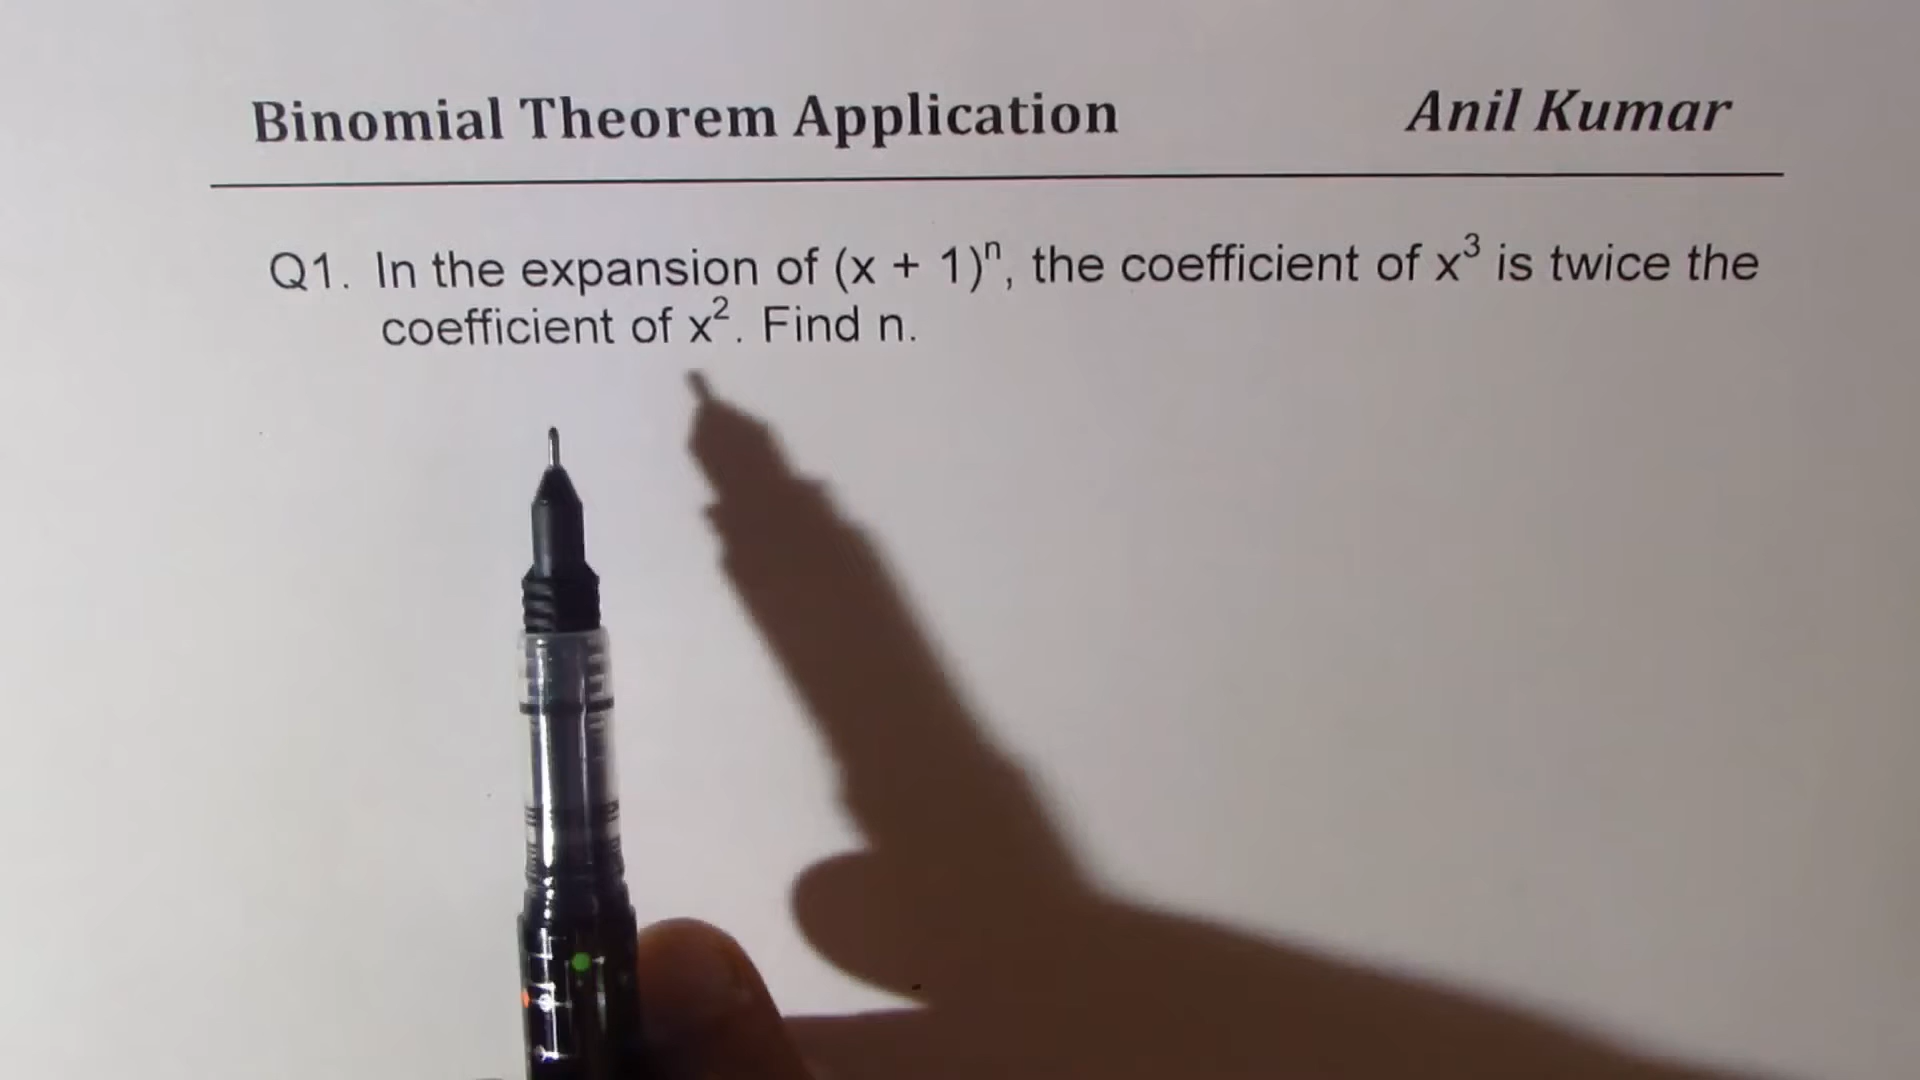 Binomial Theorem Application Anil Kumar
Q1. In the expansion of (x + 1)ⁿ, the coefficient of x³ is twice the
coefficient of x². Find n.